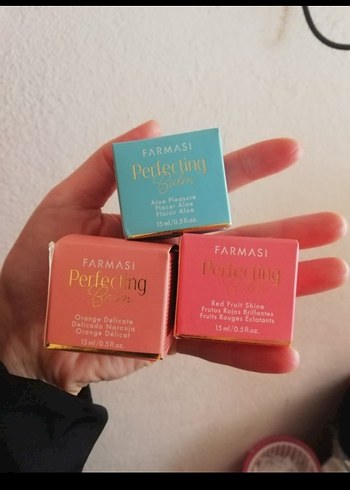 FARMASI
Perfecting
Balm
Aloe Pleasure
Placer Aloe
Plaisir Aloe
15 ml/0.5 fl.oz.
FARMASI
Perfecting
Balm
Orange Delicate
Delicado Naranja
Orange Délicat
15 ml/0.5 fl.oz.
FARMASI
Perfecting
Red Fruit Shine
Frutos Rojos Brillantes
Fruits Rouges Éclatants
15 ml/0.5 fl.oz.